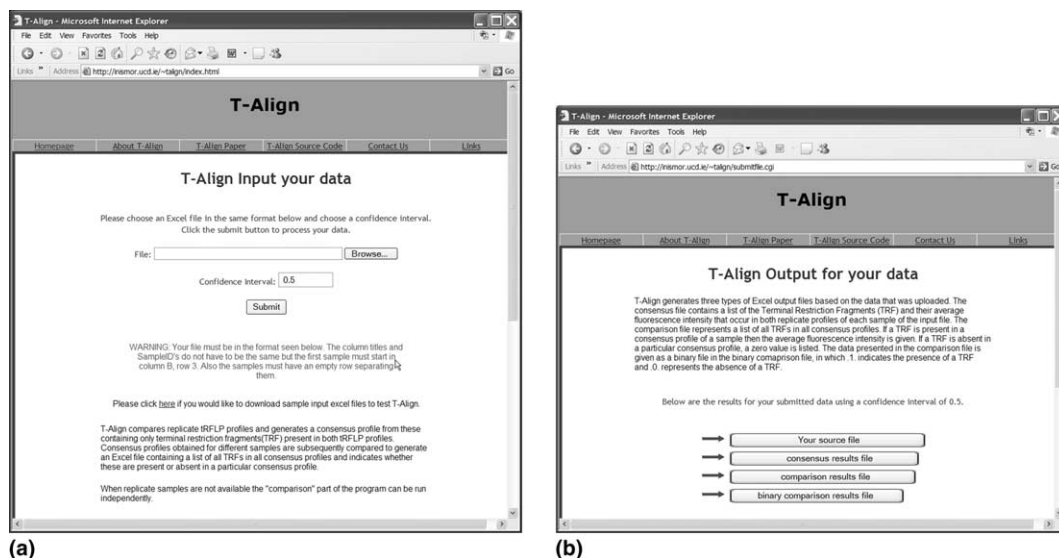 T-Align - Microsoft Internet Explorer
File Edit View Favorites Tools Help
Links » Address http://inismor.ucd.ie/~talign/index.html Go
T-Align
Homepage About T-Align T-Align Paper T-Align Source Code Contact Us Links
T-Align Input your data
Please choose an Excel file in the same format below and choose a confidence interval.
Click the submit button to process your data.
File: Browse...
Confidence Interval: 0.5
Submit
WARNING: Your file must be in the format seen below. The column titles and
SampleID's do not have to be the same but the first sample must start in
column B, row 3. Also the samples must have an empty row separating
them.
Please click here if you would like to download sample input excel files to test T-Align.
T-Align compares replicate tRFLP profiles and generates a consensus profile from these
containing only terminal restriction fragments(TRF) present in both tRFLP profiles.
Consensus profiles obtained for different samples are subsequently compared to generate
an Excel file containing a list of all TRFs in all consensus profiles and indicates whether
these are present or absent in a particular consensus profile.
When replicate samples are not available the "comparison" part of the program can be run
independently.
(a)
T-Align - Microsoft Internet Explorer
File Edit View Favorites Tools Help
Links » Address http://inismor.ucd.ie/~talign/submitfile.cgi Go
T-Align
Homepage About T-Align T-Align Paper T-Align Source Code Contact Us Links
T-Align Output for your data
T-Align generates three types of Excel output files based on the data that was uploaded. The
consensus file contains a list of the Terminal Restriction Fragments (TRF) and their average
fluorescence intensity that occur in both replicate profiles of each sample of the input file. The
comparison file represents a list of all TRFs in all consensus profiles. If a TRF is present in a
consensus profile of a sample then the average fluorescence intensity is given. If a TRF is absent in
a particular consensus profile, a zero value is listed. The data presented in the comparison file is
given as a binary file in the binary comaprison file, in which .1. indicates the presence of a TRF
and .0. represents the absence of a TRF.
Below are the results for your submitted data using a confidence interval of 0.5.
Your source file
consensus results file
comparison results file
binary comparison results file
(b)